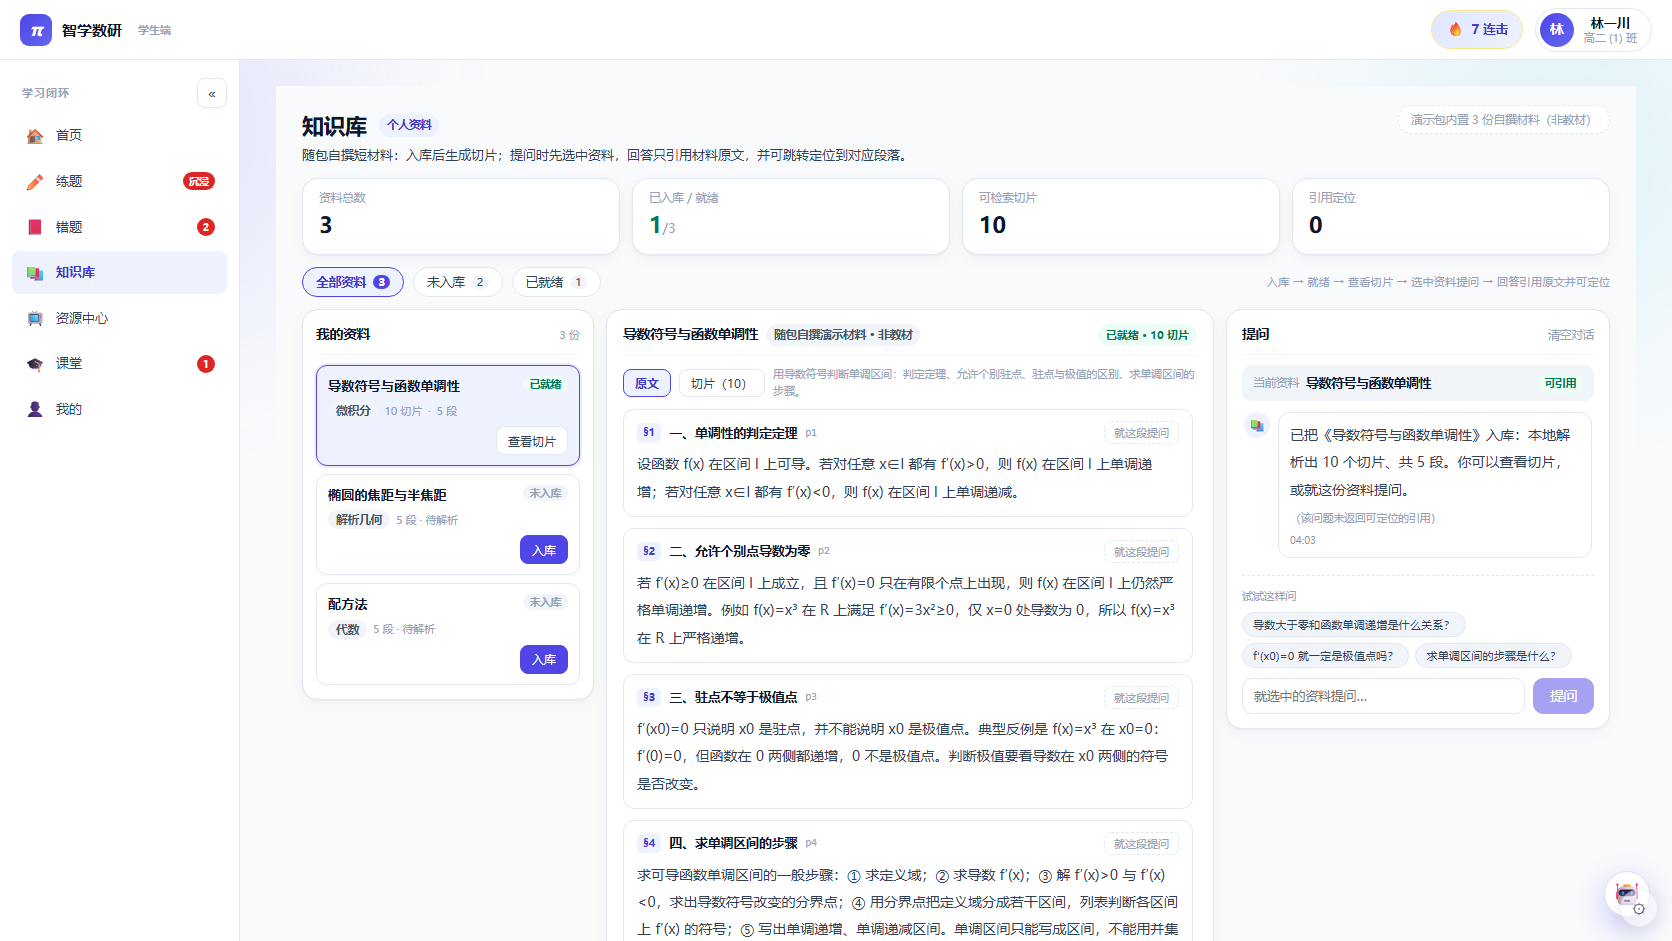 π 智学数研 学生端
7 连击
林 林一川
高二 (1) 班
学习闭环
«
首页
练题 沉浸
错题 2
知识库
资源中心
课堂 1
我的
知识库 个人资料
演示包内置 3 份自撰材料（非教材）
随包自撰短材料：入库后生成切片；提问时先选中资料，回答只引用材料原文，并可跳转定位到对应段落。
资料总数
3
已入库 / 就绪
1/3
可检索切片
10
引用定位
0
全部资料 3
未入库 2
已就绪 1
入库 → 就绪 → 查看切片 → 选中资料提问 → 回答引用原文并可定位
我的资料 3 份
导数符号与函数单调性 已就绪
微积分 10 切片 · 5 段
查看切片
椭圆的焦距与半焦距 未入库
解析几何 5 段 · 待解析
入库
配方法 未入库
代数 5 段 · 待解析
入库
导数符号与函数单调性 随包自撰演示材料 • 非教材 已就绪 • 10 切片
原文 切片（10）
用导数符号判断单调区间：判定定理、允许个别驻点、驻点与极值的区别、求单调区间的
步骤。
§1 一、单调性的判定定理 p1 就这段提问
设函数 f(x) 在区间 I 上可导。若对任意 x∈I 都有 f′(x)>0，则 f(x) 在区间 I 上单调递
增；若对任意 x∈I 都有 f′(x)<0，则 f(x) 在区间 I 上单调递减。
§2 二、允许个别点导数为零 p2 就这段提问
若 f′(x)≥0 在区间 I 上成立，且 f′(x)=0 只在有限个点上出现，则 f(x) 在区间 I 上仍然严
格单调递增。例如 f(x)=x³ 在 R 上满足 f′(x)=3x²≥0，仅 x=0 处导数为 0，所以 f(x)=x³
在 R 上严格递增。
§3 三、驻点不等于极值点 p3 就这段提问
f′(x0)=0 只说明 x0 是驻点，并不能说明 x0 是极值点。典型反例是 f(x)=x³ 在 x0=0：
f′(0)=0，但函数在 0 两侧都递增，0 不是极值点。判断极值要看导数在 x0 两侧的符号
是否改变。
§4 四、求单调区间的步骤 p4 就这段提问
求可导函数单调区间的一般步骤：① 求定义域；② 求导数 f′(x)；③ 解 f′(x)>0 与 f′(x)
<0，求出导数符号改变的分界点；④ 用分界点把定义域分成若干区间，列表判断各区间
上 f′(x) 的符号；⑤ 写出单调递增、单调递减区间。单调区间只能写成区间，不能用并集
提问 清空对话
当前资料 导数符号与函数单调性 可引用
已把《导数符号与函数单调性》入库：本地解
析出 10 个切片、共 5 段。你可以查看切片，
或就这份资料提问。
（该问题未返回可定位的引用）
04:03
试试这样问
导数大于零和函数单调递增是什么关系？
f′(x0)=0 就一定是极值点吗？
求单调区间的步骤是什么？
就选中的资料提问...
提问